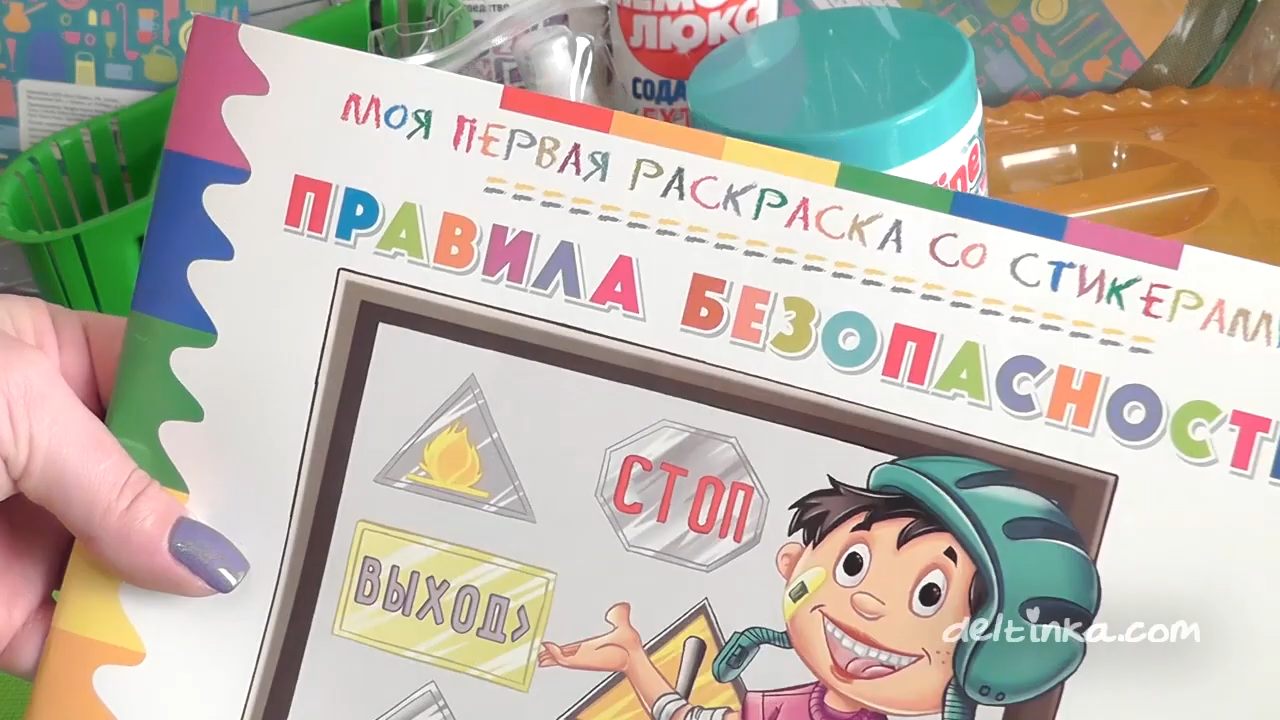 ЛЮКС
СОДА
МОЯ ПЕРВАЯ РАСКРАСКА СО СТИКЕРАМИ
ПРАВИЛА БЕЗОПАСНОСТИ
СТОП
ВЫХОД>
deltinka.com